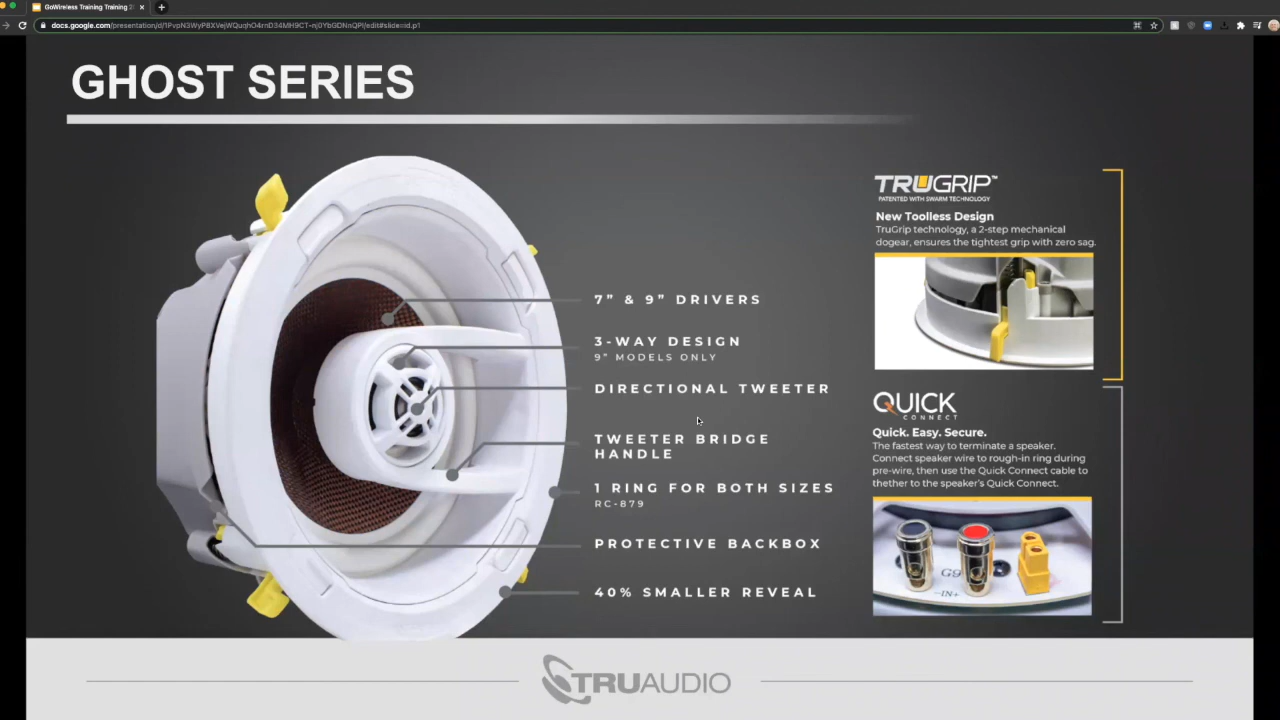 GoWireless Training Training 2
docs.google.com/presentation/d/1PvpN3WyP8XVejWQuqhO4rnD34MH9CT-nj0YbGDNnQPI/edit#slide=id.p1
GHOST SERIES
7" & 9" DRIVERS
3-WAY DESIGN
9" MODELS ONLY
DIRECTIONAL TWEETER
TWEETER BRIDGE
HANDLE
1 RING FOR BOTH SIZES
RC-879
PROTECTIVE BACKBOX
40% SMALLER REVEAL
TRUGRIP™
PATENTED WITH SWARM TECHNOLOGY
New Toolless Design
TruGrip technology, a 2-step mechanical
dogear, ensures the tightest grip with zero sag.
QUICK
CONNECT
Quick. Easy. Secure.
The fastest way to terminate a speaker.
Connect speaker wire to rough-in ring during
pre-wire, then use the Quick Connect cable to
thether to the speaker's Quick Connect.
G9
-IN+
TRUAUDIO